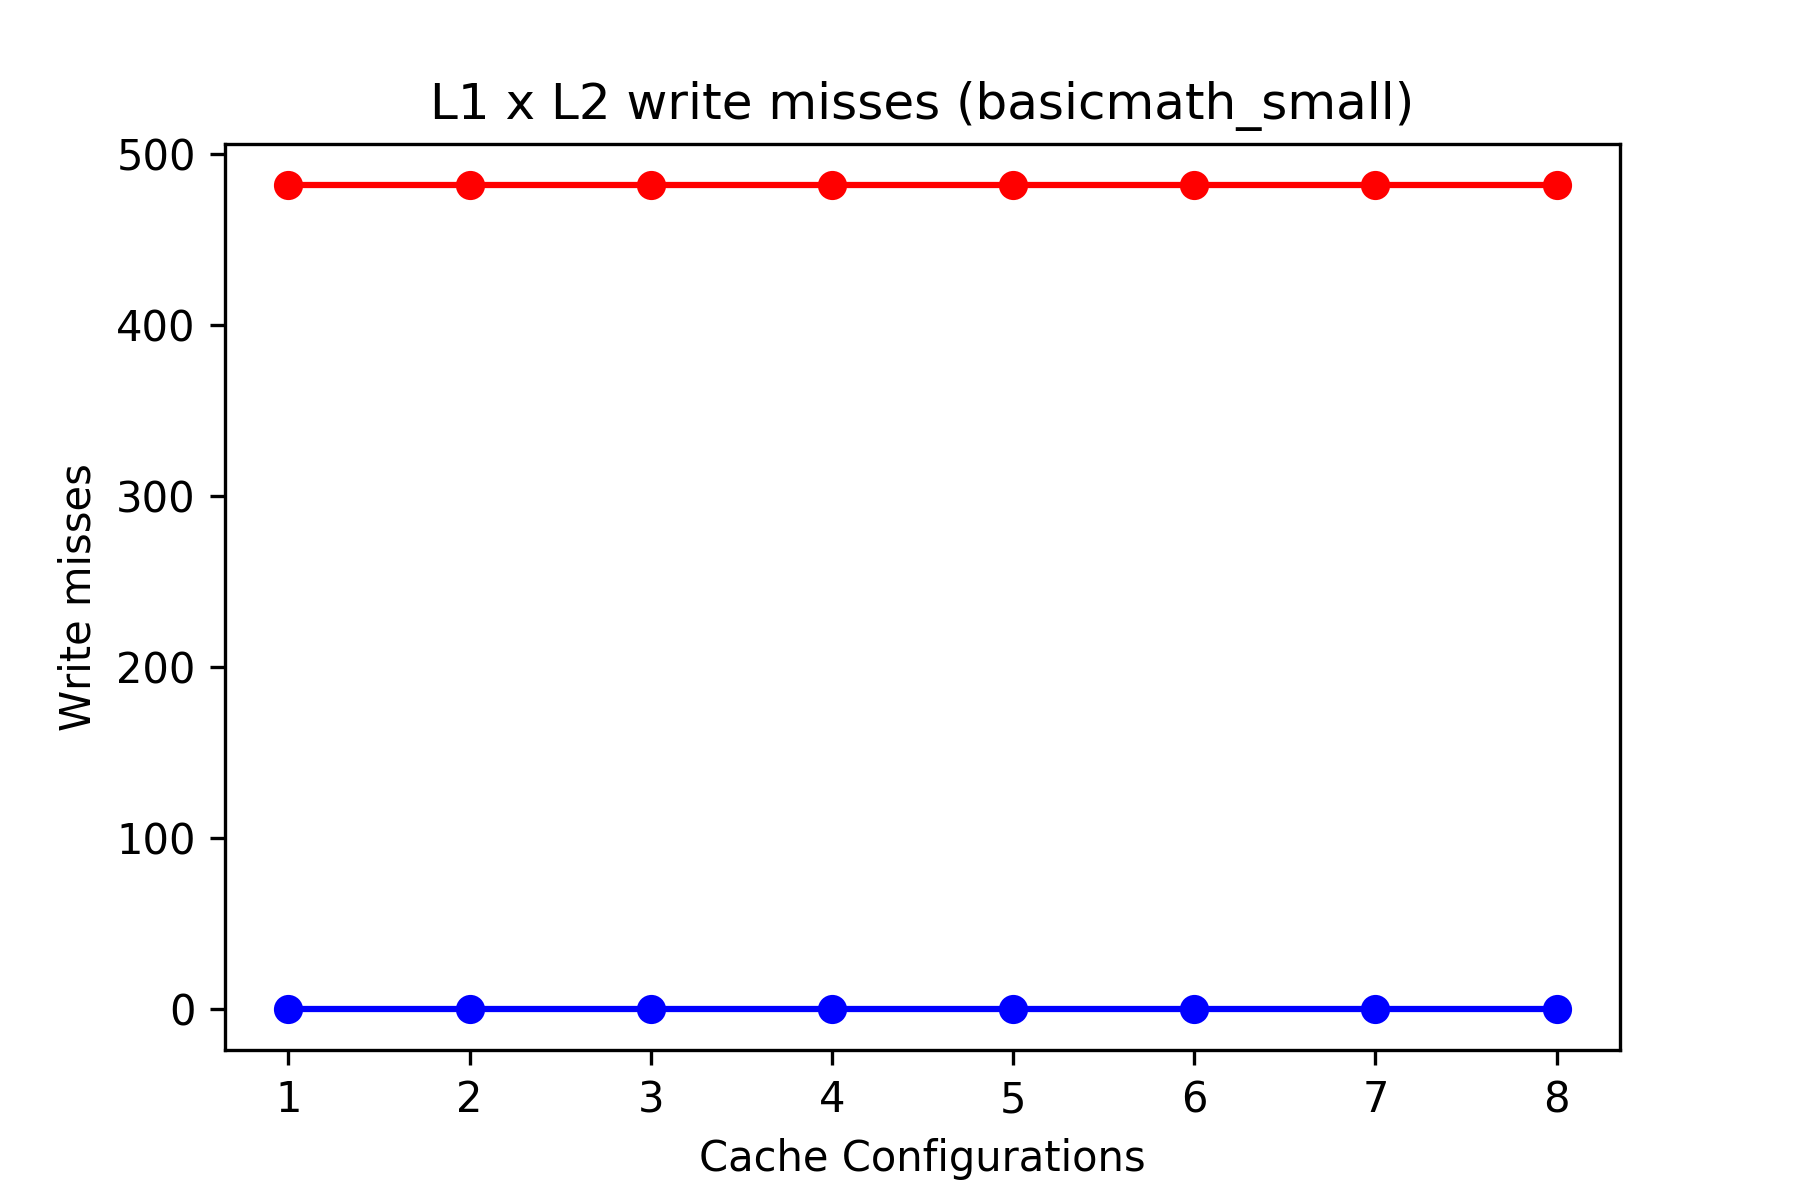 L1 x L2 write misses (basicmath_small)
500
400
300
200
100
0
Write misses
1 2 3 4 5 6 7 8
Cache Configurations